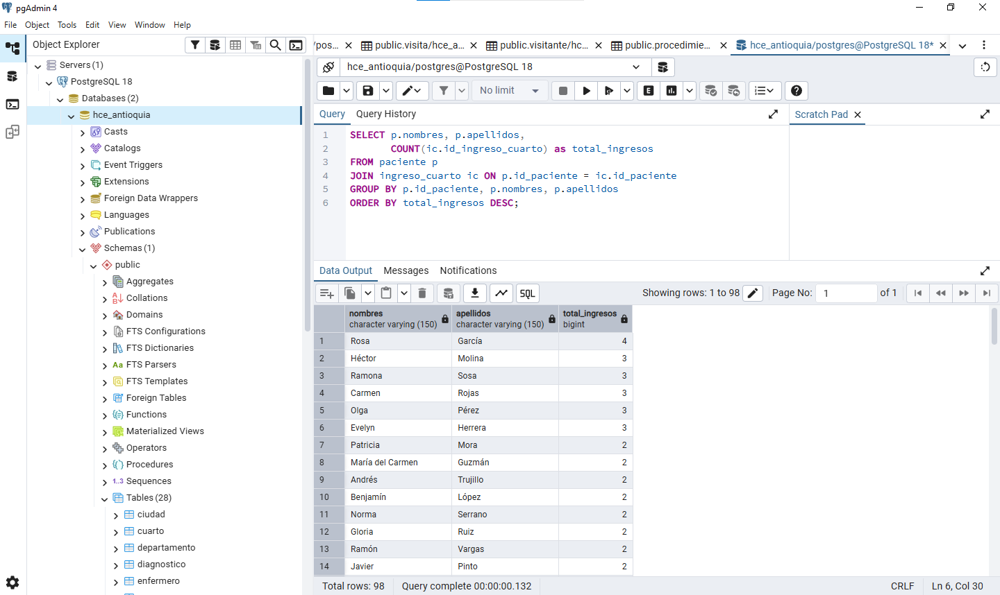 pgAdmin 4
File Object Tools Edit View Window Help
Object Explorer
Servers (1)
PostgreSQL 18
Databases (2)
hce_antioquia
Casts
Catalogs
Event Triggers
Extensions
Foreign Data Wrappers
Languages
Publications
Schemas (1)
public
Aggregates
Collations
Domains
FTS Configurations
FTS Dictionaries
Aa FTS Parsers
FTS Templates
Foreign Tables
Functions
Materialized Views
Operators
Procedures
1..3 Sequences
Tables (28)
ciudad
cuarto
departamento
diagnostico
enfermero
/pos... public.visita/hce_a... public.visitante/hc... public.procedimie... hce_antioquia/postgres@PostgreSQL 18*
hce_antioquia/postgres@PostgreSQL 18
No limit
Query Query History
Scratch Pad
1 SELECT p.nombres, p.apellidos,
2 COUNT(ic.id_ingreso_cuarto) as total_ingresos
3 FROM paciente p
4 JOIN ingreso_cuarto ic ON p.id_paciente = ic.id_paciente
5 GROUP BY p.id_paciente, p.nombres, p.apellidos
6 ORDER BY total_ingresos DESC;
Data Output Messages Notifications
SQL Showing rows: 1 to 98 Page No: 1 of 1
nombres apellidos total_ingresos
character varying (150) character varying (150) bigint
1 Rosa García 4
2 Héctor Molina 3
3 Ramona Sosa 3
4 Carmen Rojas 3
5 Olga Pérez 3
6 Evelyn Herrera 3
7 Patricia Mora 2
8 María del Carmen Guzmán 2
9 Andrés Trujillo 2
10 Benjamín López 2
11 Norma Serrano 2
12 Gloria Ruiz 2
13 Ramón Vargas 2
14 Javier Pinto 2
Total rows: 98 Query complete 00:00:00.132 CRLF Ln 6, Col 30